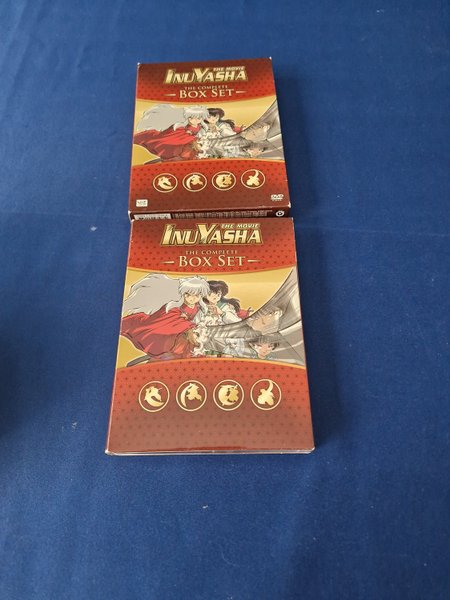 THE MOVIE
INUYASHA
THE COMPLETE
BOX SET
DVD
THE MOVIE
INUYASHA
THE COMPLETE
BOX SET